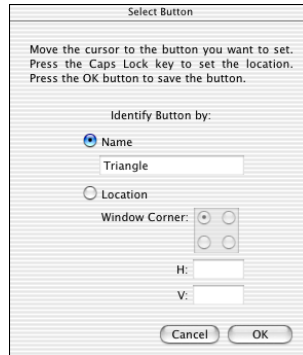 Select Button
Move the cursor to the button you want to set.
Press the Caps Lock key to set the location.
Press the OK button to save the button.
Identify Button by:
Name
Triangle
Location
Window Corner:
H:
V:
Cancel OK